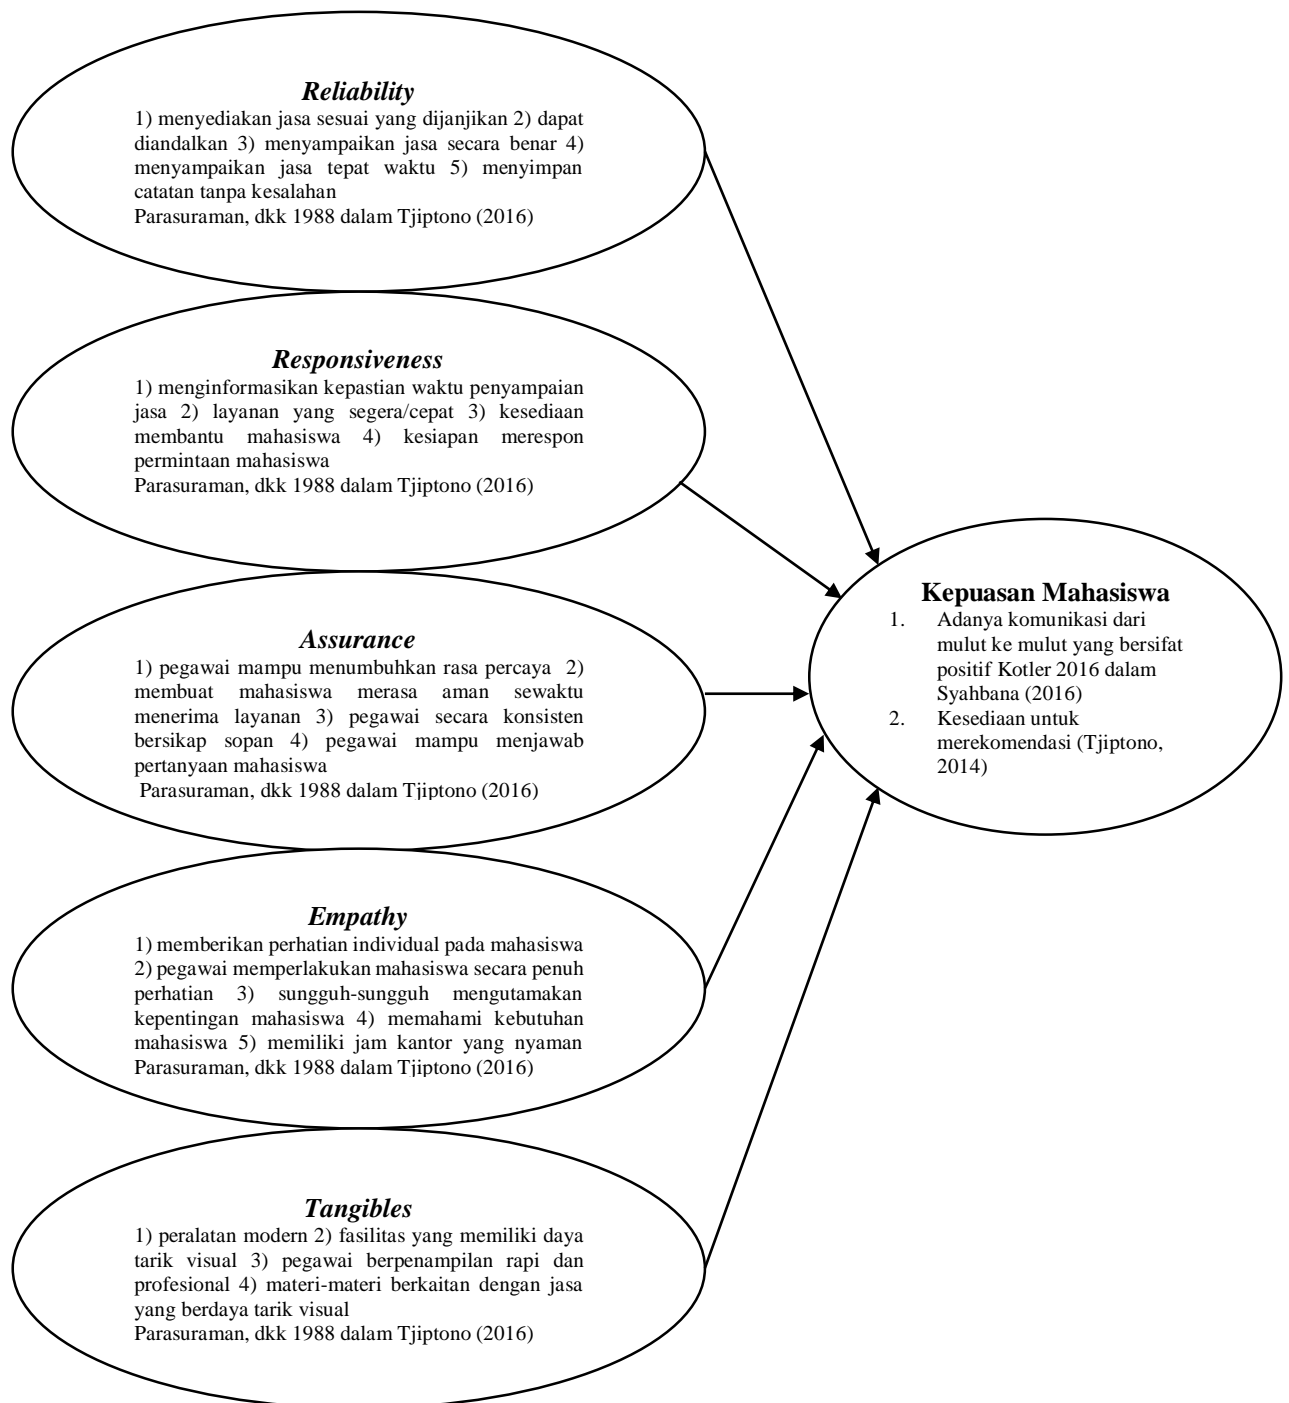 Reliability
1) menyediakan jasa sesuai yang dijanjikan 2) dapat
diandalkan 3) menyampaikan jasa secara benar 4)
menyampaikan jasa tepat waktu 5) menyimpan
catatan tanpa kesalahan
Parasuraman, dkk 1988 dalam Tjiptono (2016)
Responsiveness
1) menginformasikan kepastian waktu penyampaian
jasa 2) layanan yang segera/cepat 3) kesediaan
membantu mahasiswa 4) kesiapan merespon
permintaan mahasiswa
Parasuraman, dkk 1988 dalam Tjiptono (2016)
Assurance
1) pegawai mampu menumbuhkan rasa percaya 2)
membuat mahasiswa merasa aman sewaktu
menerima layanan 3) pegawai secara konsisten
bersikap sopan 4) pegawai mampu menjawab
pertanyaan mahasiswa
Parasuraman, dkk 1988 dalam Tjiptono (2016)
Empathy
1) memberikan perhatian individual pada mahasiswa
2) pegawai memperlakukan mahasiswa secara penuh
perhatian 3) sungguh-sungguh mengutamakan
kepentingan mahasiswa 4) memahami kebutuhan
mahasiswa 5) memiliki jam kantor yang nyaman
Parasuraman, dkk 1988 dalam Tjiptono (2016)
Tangibles
1) peralatan modern 2) fasilitas yang memiliki daya
tarik visual 3) pegawai berpenampilan rapi dan
profesional 4) materi-materi berkaitan dengan jasa
yang berdaya tarik visual
Parasuraman, dkk 1988 dalam Tjiptono (2016)
Kepuasan Mahasiswa
1. Adanya komunikasi dari
mulut ke mulut yang bersifat
positif Kotler 2016 dalam
Syahbana (2016)
2. Kesediaan untuk
merekomendasi (Tjiptono,
2014)